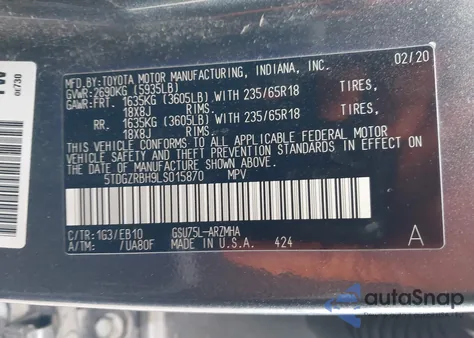 MFD.BY:TOYOTA MOTOR MANUFACTURING, INDIANA, INC. 02/20
GVWR:2690KG (5935LB)
GAWR:FRT. 1635KG (3605LB) WITH 235/65R18 TIRES,
18X8J RIMS,
RR. 1635KG (3605LB) WITH 235/65R18 TIRES,
18X8J RIMS.
THIS VEHICLE CONFORMS TO ALL APPLICABLE FEDERAL MOTOR
VEHICLE SAFETY, BUMPER, AND THEFT PREVENTION STANDARDS IN EFFECT ON
THE DATE OF MANUFACTURE SHOWN ABOVE.
5TDGZRBH9LS015870 MPV
C/TR:1G3/EB10 GSU75L-ARZMHA
A/TM: /UA80F MADE IN U.S.A. 424 A
autoSnap